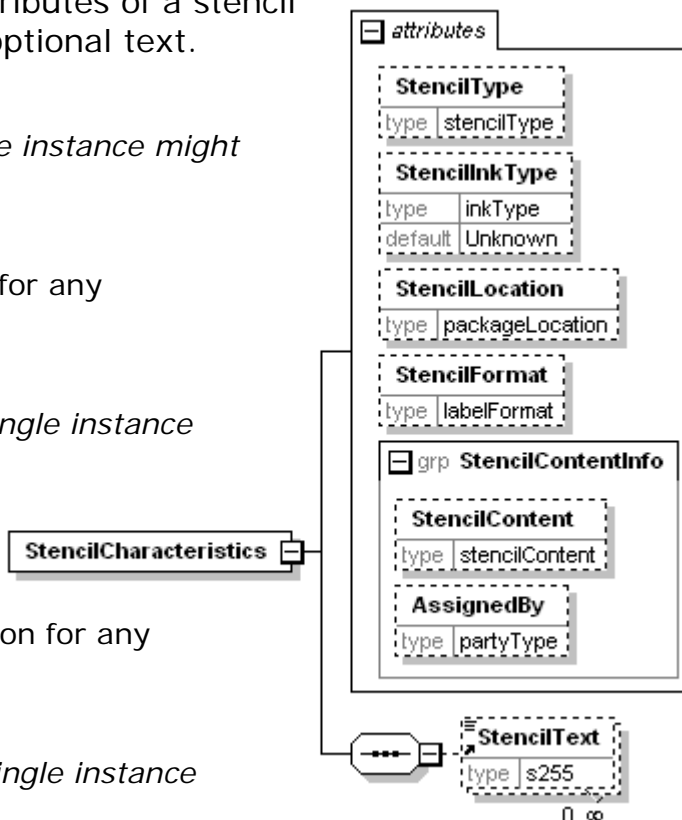 tributes of a stencil
optional text.
e instance might
for any
ngle instance
on for any
ingle instance
StencilCharacteristics
attributes
StencilType
type stencilType
StencilInkType
type inkType
default Unknown
StencilLocation
type packageLocation
StencilFormat
type labelFormat
grp StencilContentInfo
StencilContent
type stencilContent
AssignedBy
type partyType
StencilText
type s255
0..∞